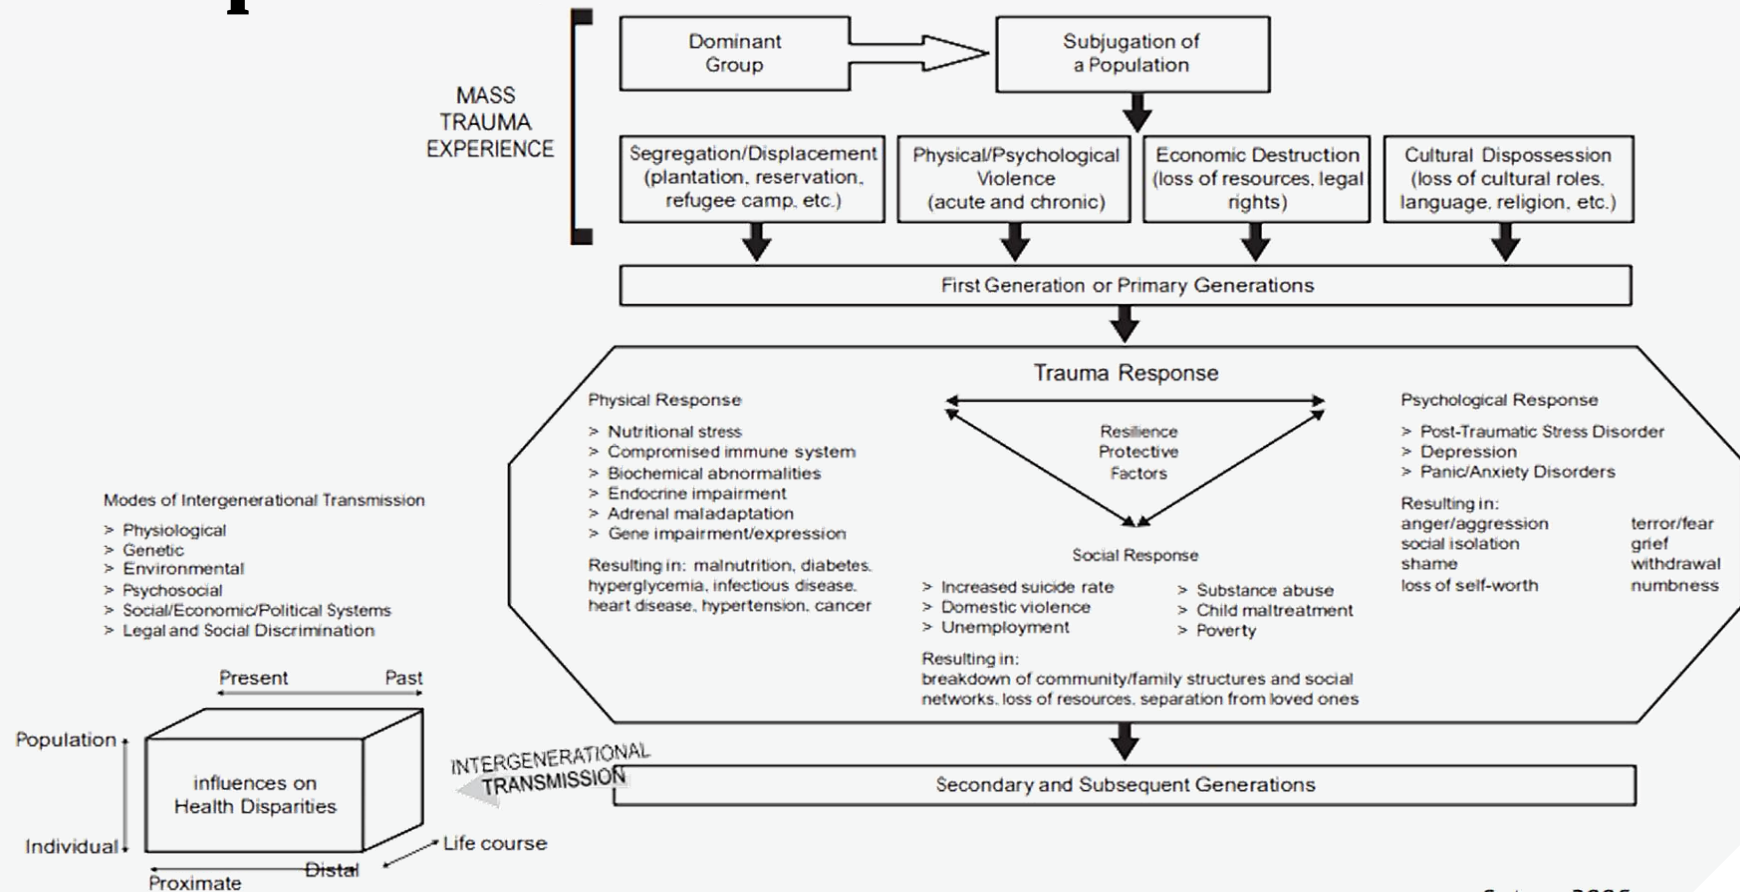 Dominant
Group
Subjugation of
a Population
MASS
TRAUMA
EXPERIENCE
Segregation/Displacement
(plantation, reservation,
refugee camp, etc.)
Physical/Psychological
Violence
(acute and chronic)
Economic Destruction
(loss of resources, legal
rights)
Cultural Dispossession
(loss of cultural roles,
language, religion, etc.)
First Generation or Primary Generations
Trauma Response
Physical Response
> Nutritional stress
> Compromised immune system
> Biochemical abnormalities
> Endocrine impairment
> Adrenal maladaptation
> Gene impairment/expression
Resulting in: malnutrition, diabetes,
hyperglycemia, infectious disease,
heart disease, hypertension, cancer
Resilience
Protective
Factors
Social Response
> Increased suicide rate
> Domestic violence
> Unemployment
> Substance abuse
> Child maltreatment
> Poverty
Resulting in:
breakdown of community/family structures and social
networks, loss of resources, separation from loved ones
Psychological Response
> Post-Traumatic Stress Disorder
> Depression
> Panic/Anxiety Disorders
Resulting in:
anger/aggression terror/fear
social isolation grief
shame withdrawal
loss of self-worth numbness
Modes of Intergenerational Transmission
> Physiological
> Genetic
> Environmental
> Psychosocial
> Social/Economic/Political Systems
> Legal and Social Discrimination
INTERGENERATIONAL
TRANSMISSION
Secondary and Subsequent Generations
Present Past
Population
influences on
Health Disparities
Individual
Life course
Distal
Proximate